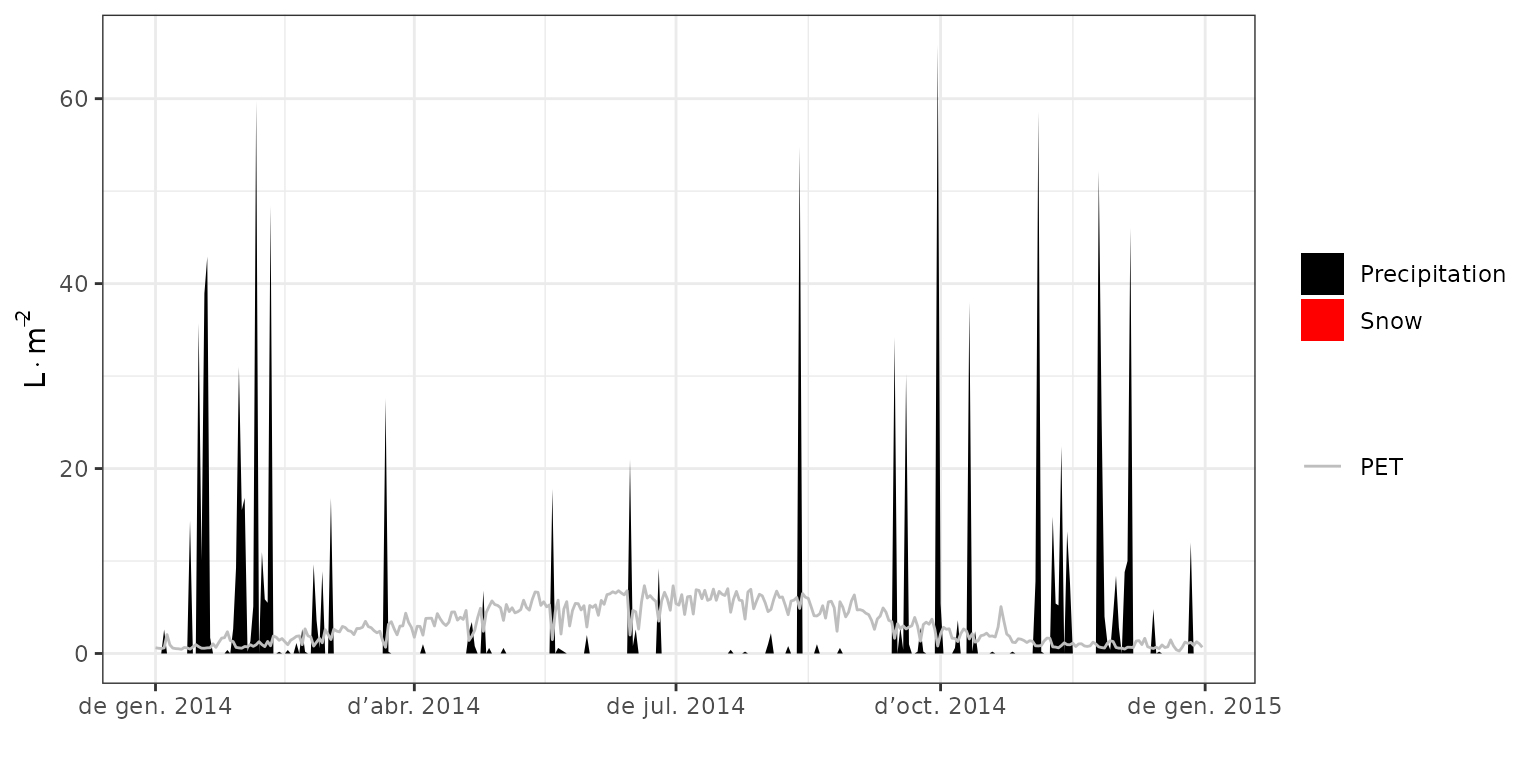 60
40
20
0
L · m⁻²
de gen. 2014
d’abr. 2014
de jul. 2014
d’oct. 2014
de gen. 2015
Precipitation
Snow
PET